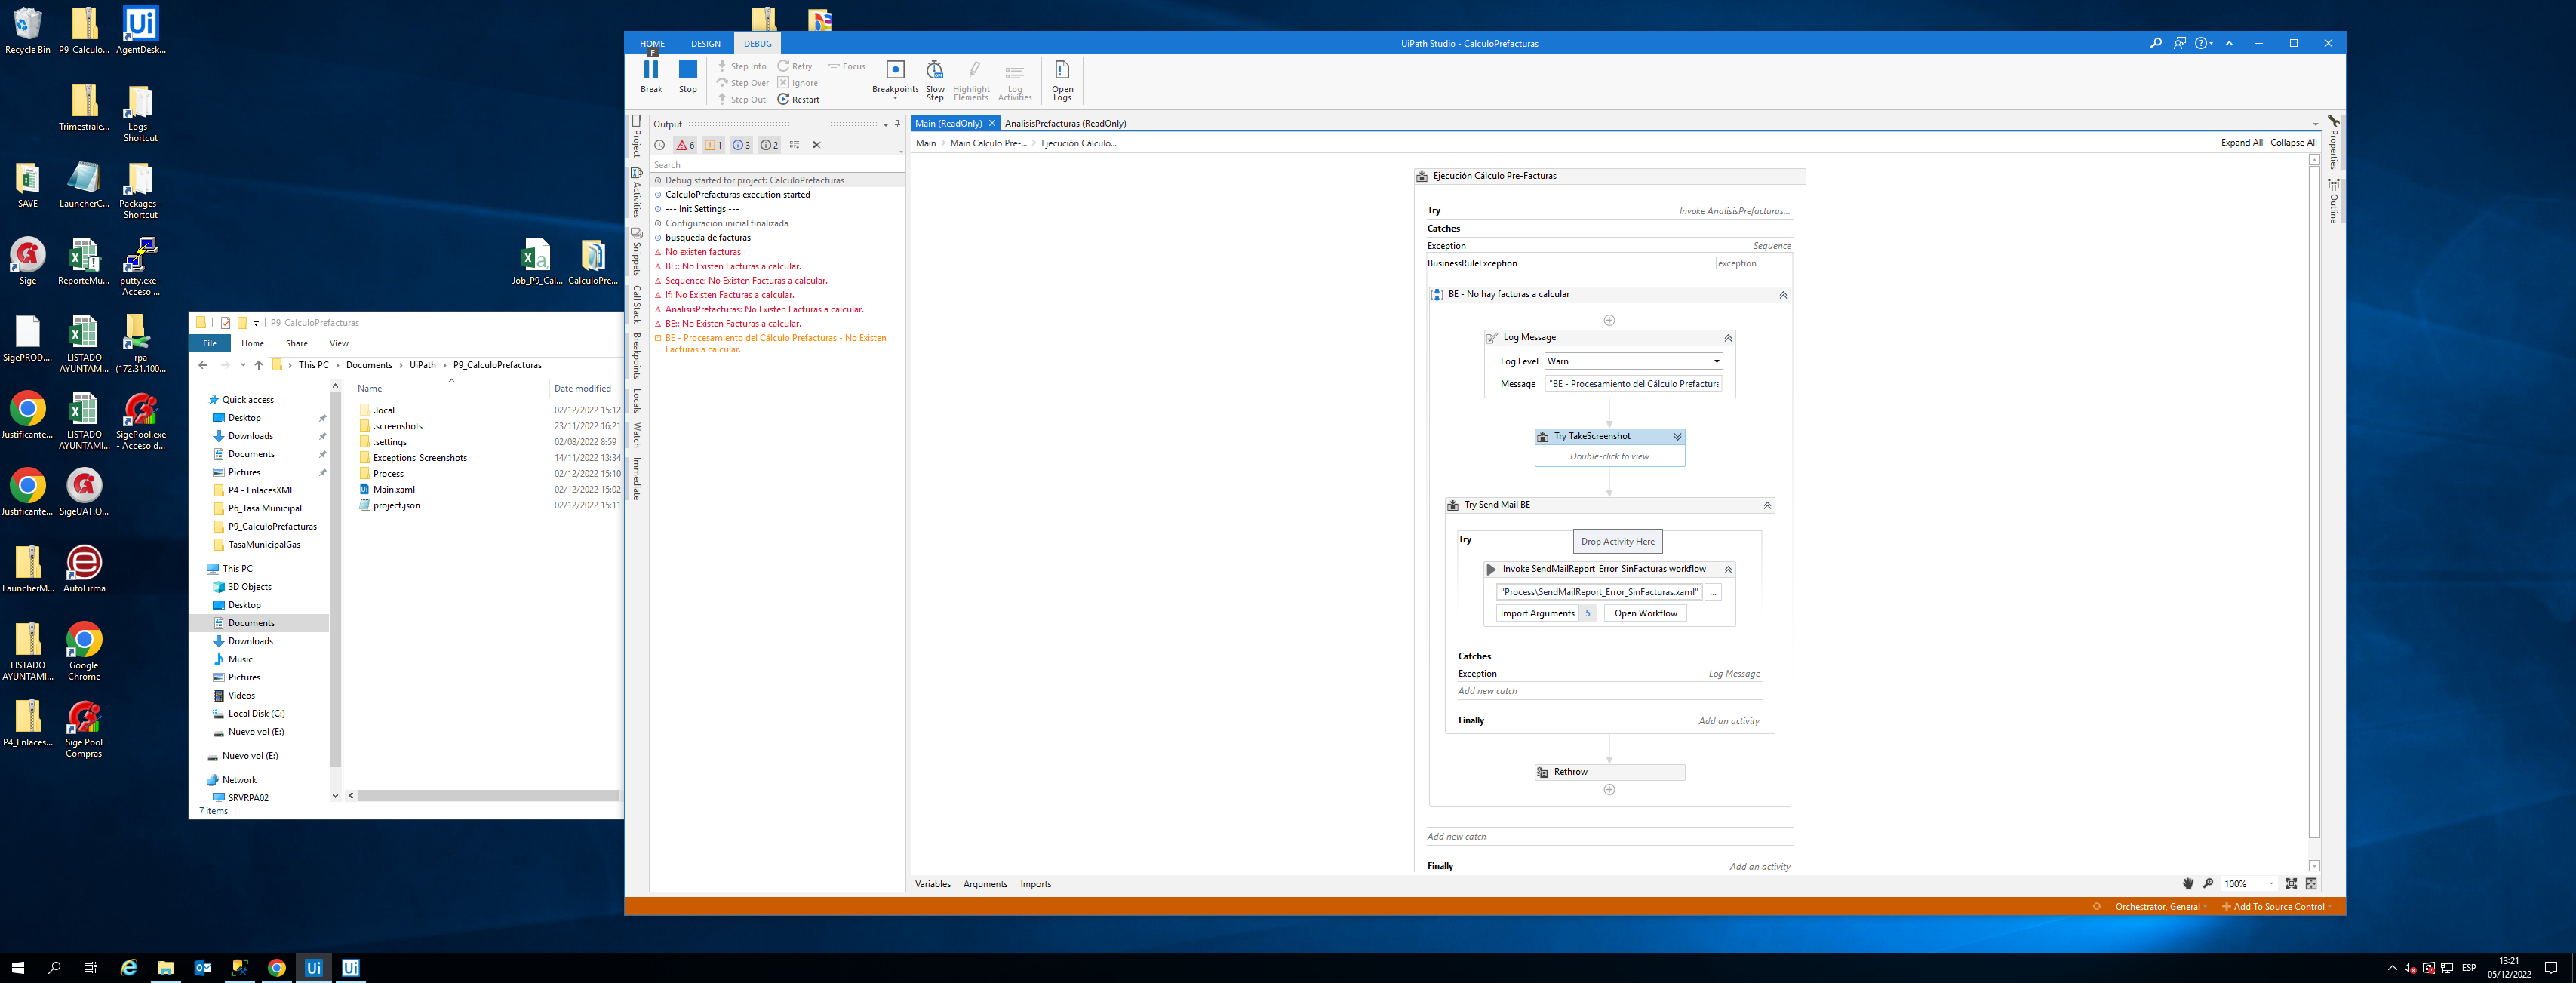 Recycle Bin
P9_Calculo...
AgentDesk...
Trimestrale...
Logs - Shortcut
SAVE
LauncherC...
Packages - Shortcut
Sige
ReporteMu...
putty.exe - Acceso ...
Job_P9_Cal...
CalculoPre...
SigePROD....
LISTADO AYUNTAMI...
rpa (172.31.100...
Justificante...
LISTADO AYUNTAMI...
SigePool.exe - Acceso d...
Justificante...
SigeUAT.Q...
LauncherM...
AutoFirma
LISTADO AYUNTAMI...
Google Chrome
P4_Enlaces...
Sige Pool Compras
P9_CalculoPrefacturas
File
Home
Share
View
This PC
Documents
UiPath
P9_CalculoPrefacturas
Name
Date modified
Quick access
Desktop
Downloads
Documents
Pictures
P4 - EnlacesXML
P6_Tasa Municipal
P9_CalculoPrefacturas
TasaMunicipalGas
This PC
3D Objects
Desktop
Documents
Downloads
Music
Pictures
Videos
Local Disk (C:)
Nuevo vol (E:)
Nuevo vol (E:)
Network
SRVRPA02
.local 02/12/2022 15:12
.screenshots 23/11/2022 16:21
.settings 02/08/2022 8:59
Exceptions_Screenshots 14/11/2022 13:34
Process 02/12/2022 15:10
Main.xaml 02/12/2022 15:02
project.json 02/12/2022 15:11
7 items
HOME
DESIGN
DEBUG
F
UiPath Studio - CalculoPrefacturas
Break
Stop
Step Into
Step Over
Step Out
Retry
Ignore
Restart
Focus
Breakpoints
Slow Step
Highlight Elements
Log Activities
Open Logs
Project
Activities
Snippets
Call Stack
Breakpoints
Locals
Watch
Immediate
Output
6
1
3
2
Search
Debug started for project: CalculoPrefacturas
CalculoPrefacturas execution started
--- Init Settings ---
Configuración inicial finalizada
busqueda de facturas
No existen facturas
BE:: No Existen Facturas a calcular.
Sequence: No Existen Facturas a calcular.
If: No Existen Facturas a calcular.
AnalisisPrefacturas: No Existen Facturas a calcular.
BE:: No Existen Facturas a calcular.
BE - Procesamiento del Cálculo Prefacturas - No Existen
Facturas a calcular.
Main (ReadOnly)
AnalisisPrefacturas (ReadOnly)
Main
Main Calculo Pre-...
Ejecución Cálculo...
Expand All
Collapse All
Properties
Outline
Ejecución Cálculo Pre-Facturas
Try
Invoke AnalisisPrefacturas...
Catches
Exception
Sequence
BusinessRuleException
exception
BE - No hay facturas a calcular
Log Message
Log Level
Warn
Message
"BE - Procesamiento del Cálculo Prefactura
Try TakeScreenshot
Double-click to view
Try Send Mail BE
Try
Drop Activity Here
Invoke SendMailReport_Error_SinFacturas workflow
"Process\SendMailReport_Error_SinFacturas.xaml"
...
Import Arguments
5
Open Workflow
Catches
Exception
Log Message
Add new catch
Finally
Add an activity
Rethrow
Add new catch
Finally
Add an activity
Variables
Arguments
Imports
100%
Orchestrator, General
Add To Source Control
ESP
13:21
05/12/2022